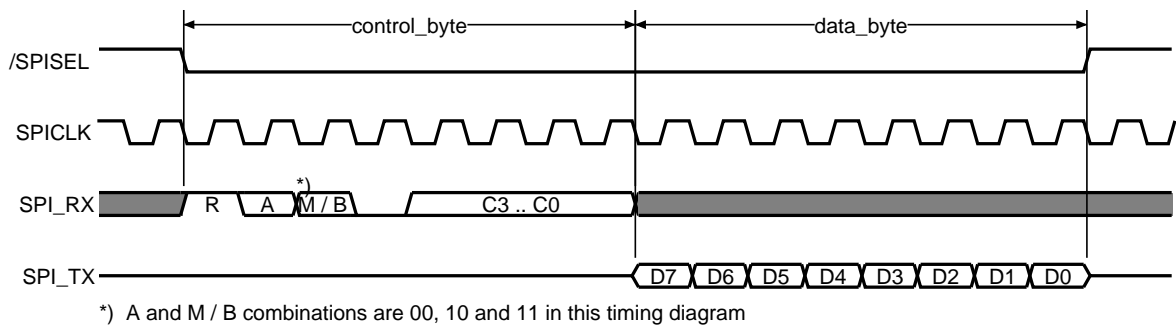 control_byte data_byte
/SPISEL
SPICLK
*)
SPI_RX R A M / B C3 .. C0
SPI_TX D7 D6 D5 D4 D3 D2 D1 D0
*) A and M / B combinations are 00, 10 and 11 in this timing diagram